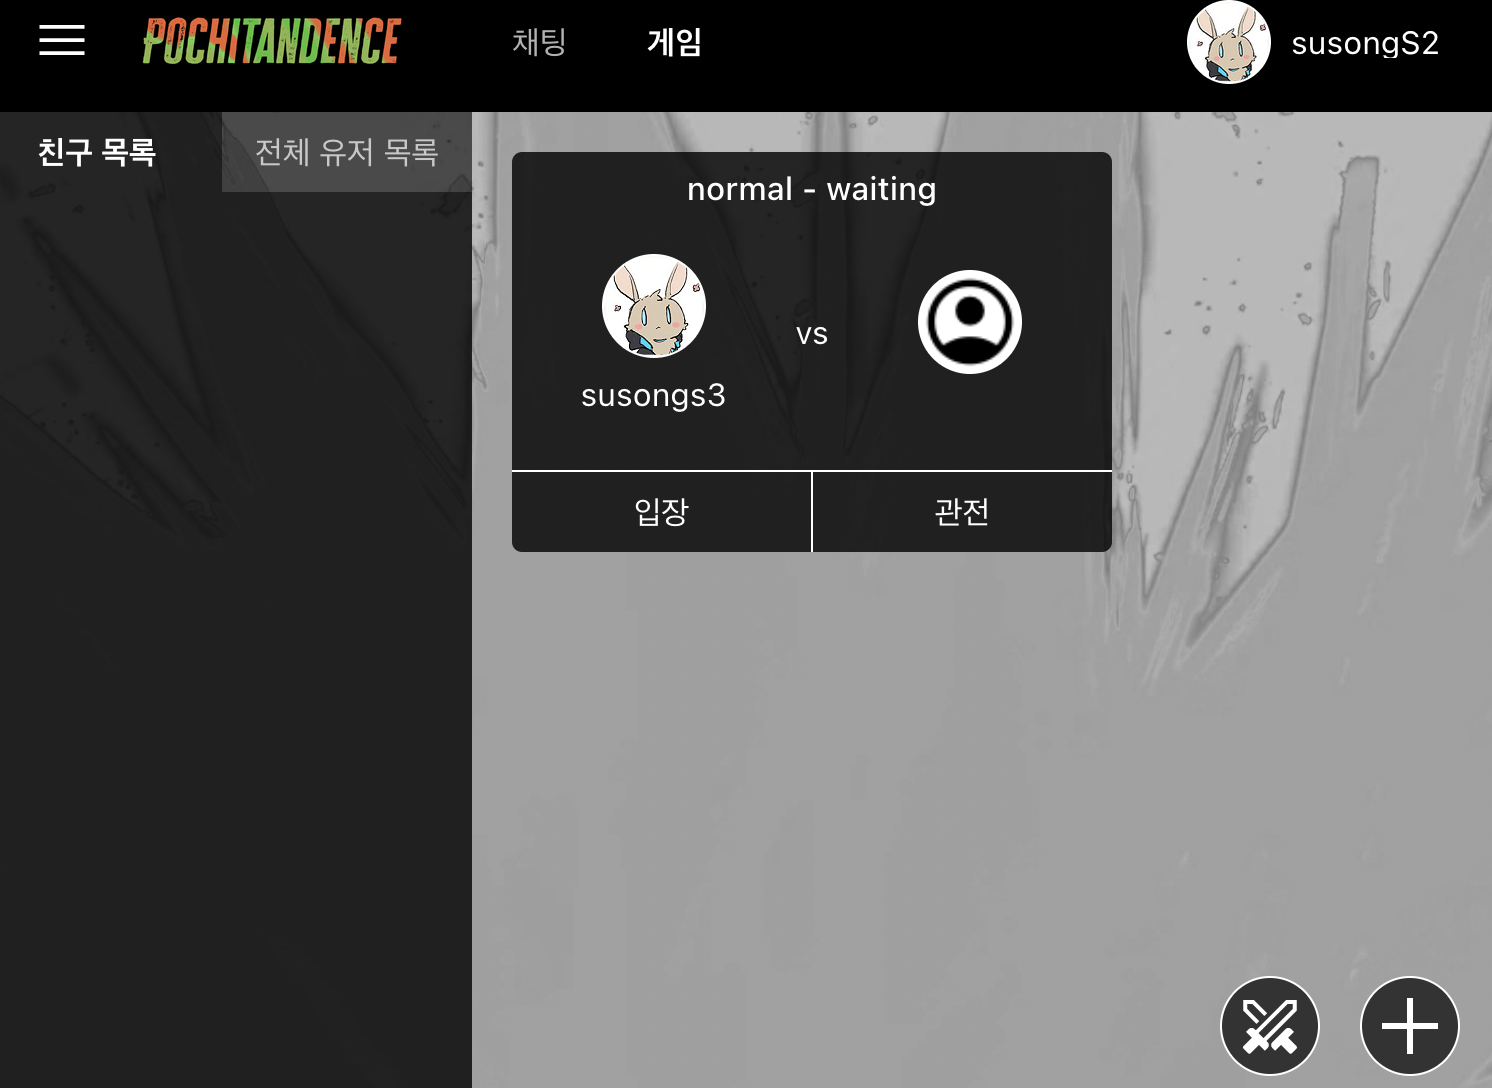 POCHITANDENCE
채팅
게임
susongS2
친구 목록
전체 유저 목록
normal - waiting
vs
susongs3
입장
관전